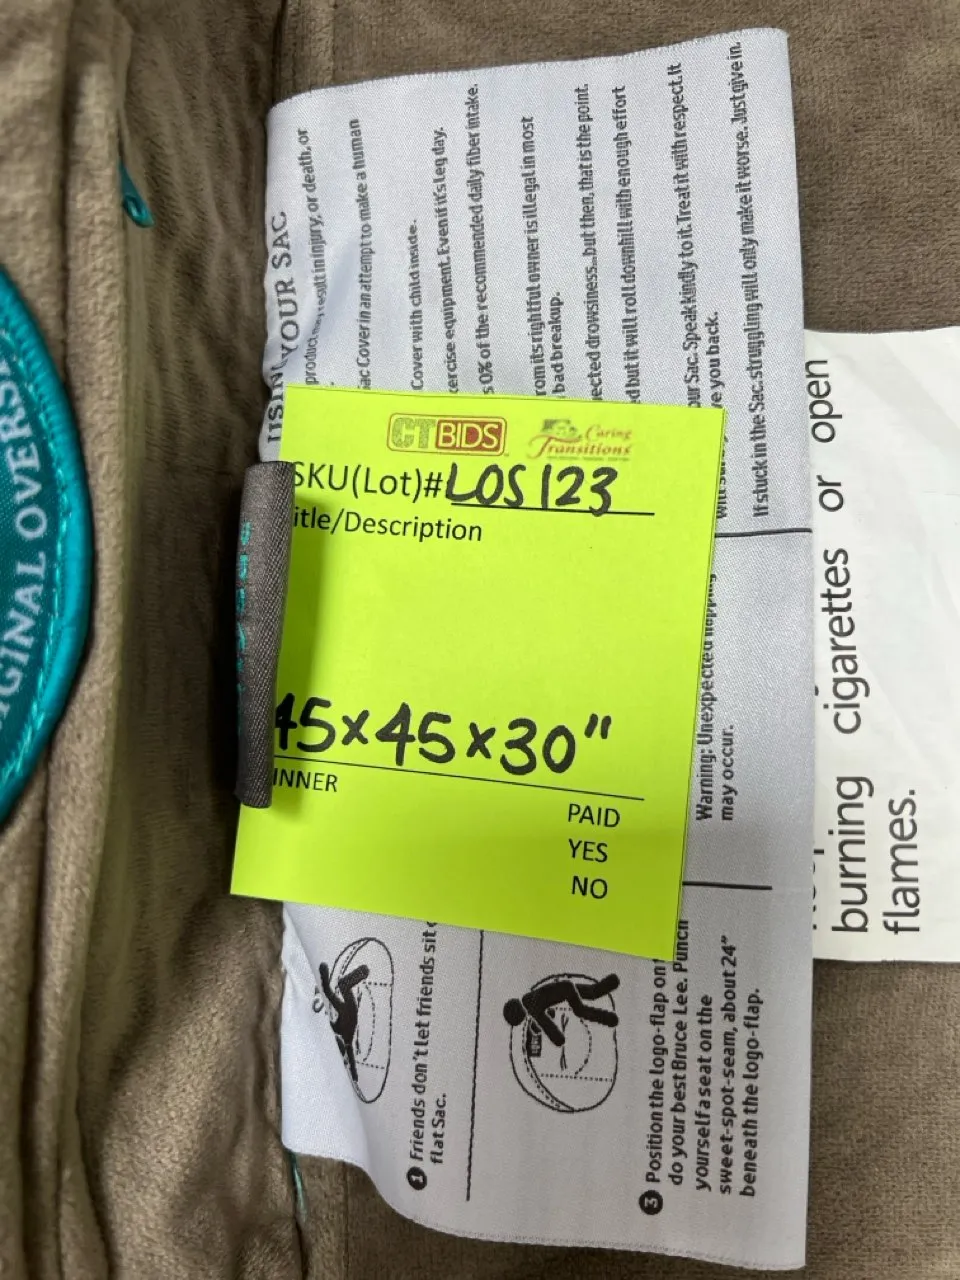 ORIGINAL OVERS
USING YOUR SAC
product may result in injury, or death, or
Sac Cover in an attempt to make a human
Cover with child inside.
exercise equipment. Even if it's leg day.
s 0% of the recommended daily fiber intake.
from its rightful owner is illegal in most
bad breakup.
ected drowsiness...but then, that is the point.
d but it will roll downhill with enough effort
our Sac. Speak kindly to it. Treat it with respect. It
will
ve you back.
If stuck in the Sac, struggling will only make it worse. Just give in.
CTBIDS
Caring
Transitions
SKU(Lot)# LOS 123
itle/Description
45x45x30"
INNER
PAID
YES
NO
Warning: Unexpected napping
may occur.
1 Friends don't let friends sit
flat Sac.
3 Position the logo-flap on
do your best Bruce Lee. Punch
yourself a seat on the
sweet-spot-seam, about 24"
beneath the logo-flap.
burning cigarettes or open
flames.